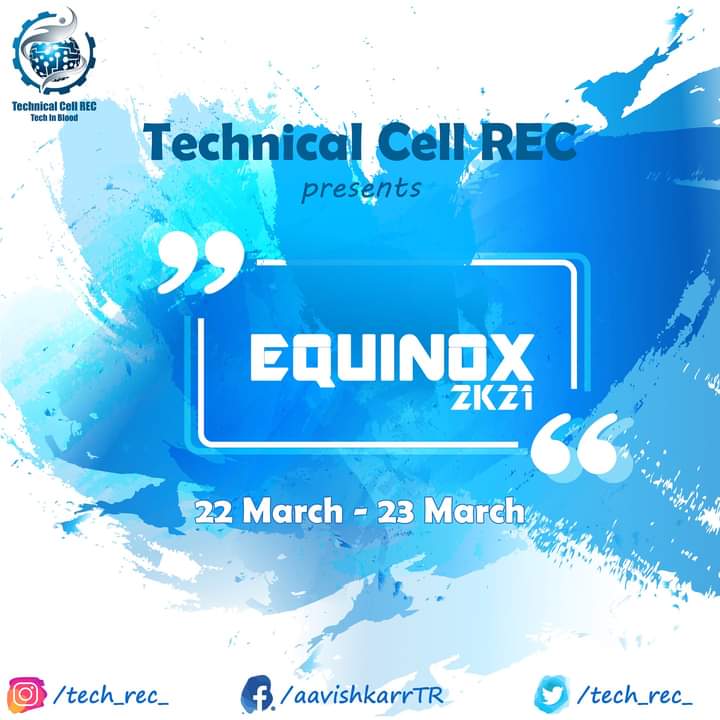 Technical Cell REC
Tech In Blood
Technical Cell REC
presents
EQUINOX
2K21
22 March - 23 March
/tech_rec_
/aavishkarrTR
/tech_rec_